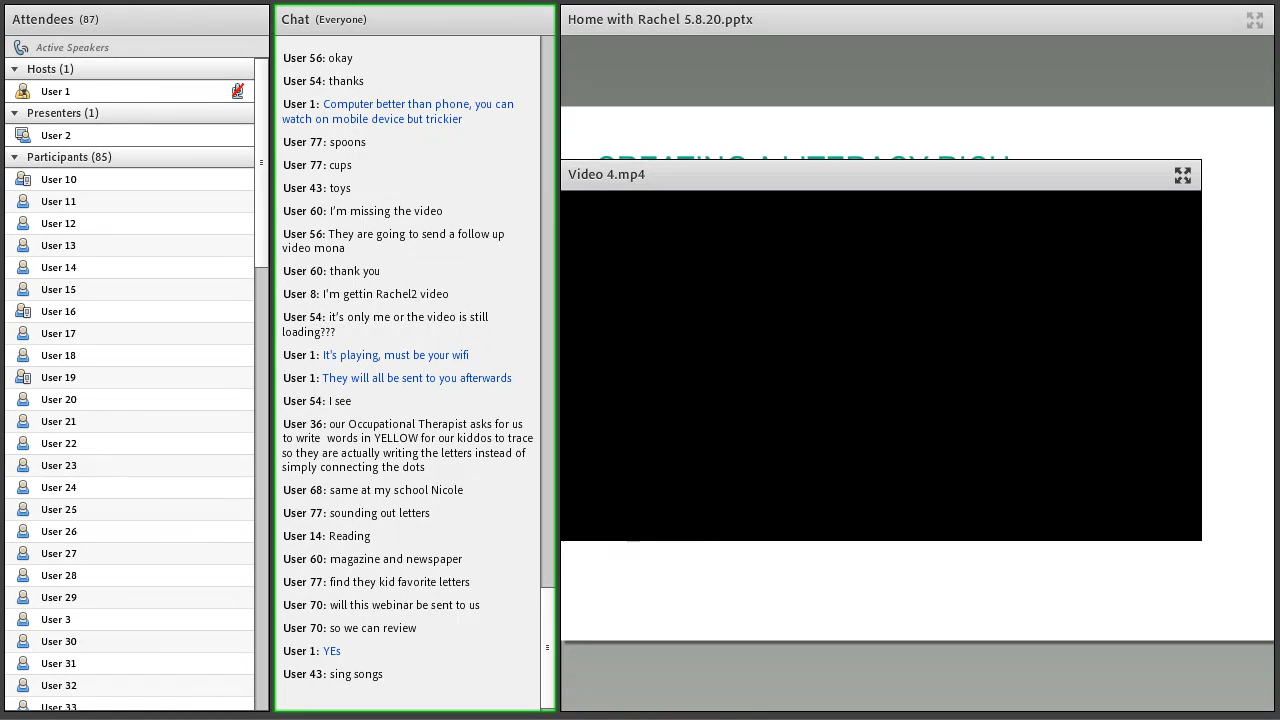 Attendees (87)
Active Speakers
Hosts (1)
User 1
Presenters (1)
User 2
Participants (85)
User 10
User 11
User 12
User 13
User 14
User 15
User 16
User 17
User 18
User 19
User 20
User 21
User 22
User 23
User 24
User 25
User 26
User 27
User 28
User 29
User 3
User 30
User 31
User 32
User 33
Chat (Everyone)
User 56: okay
User 54: thanks
User 1: Computer better than phone, you can
watch on mobile device but trickier
User 77: spoons
User 77: cups
User 43: toys
User 60: I'm missing the video
User 56: They are going to send a follow up
video mona
User 60: thank you
User 8: I'm gettin Rachel2 video
User 54: it's only me or the video is still
loading???
User 1: It's playing, must be your wifi
User 1: They will all be sent to you afterwards
User 54: I see
User 36: our Occupational Therapist asks for us
to write words in YELLOW for our kiddos to trace
so they are actually writing the letters instead of
simply connecting the dots
User 68: same at my school Nicole
User 77: sounding out letters
User 14: Reading
User 60: magazine and newspaper
User 77: find they kid favorite letters
User 70: will this webinar be sent to us
User 70: so we can review
User 1: YEs
User 43: sing songs
Home with Rachel 5.8.20.pptx
CREATING A LITERACY RICH
Video 4.mp4